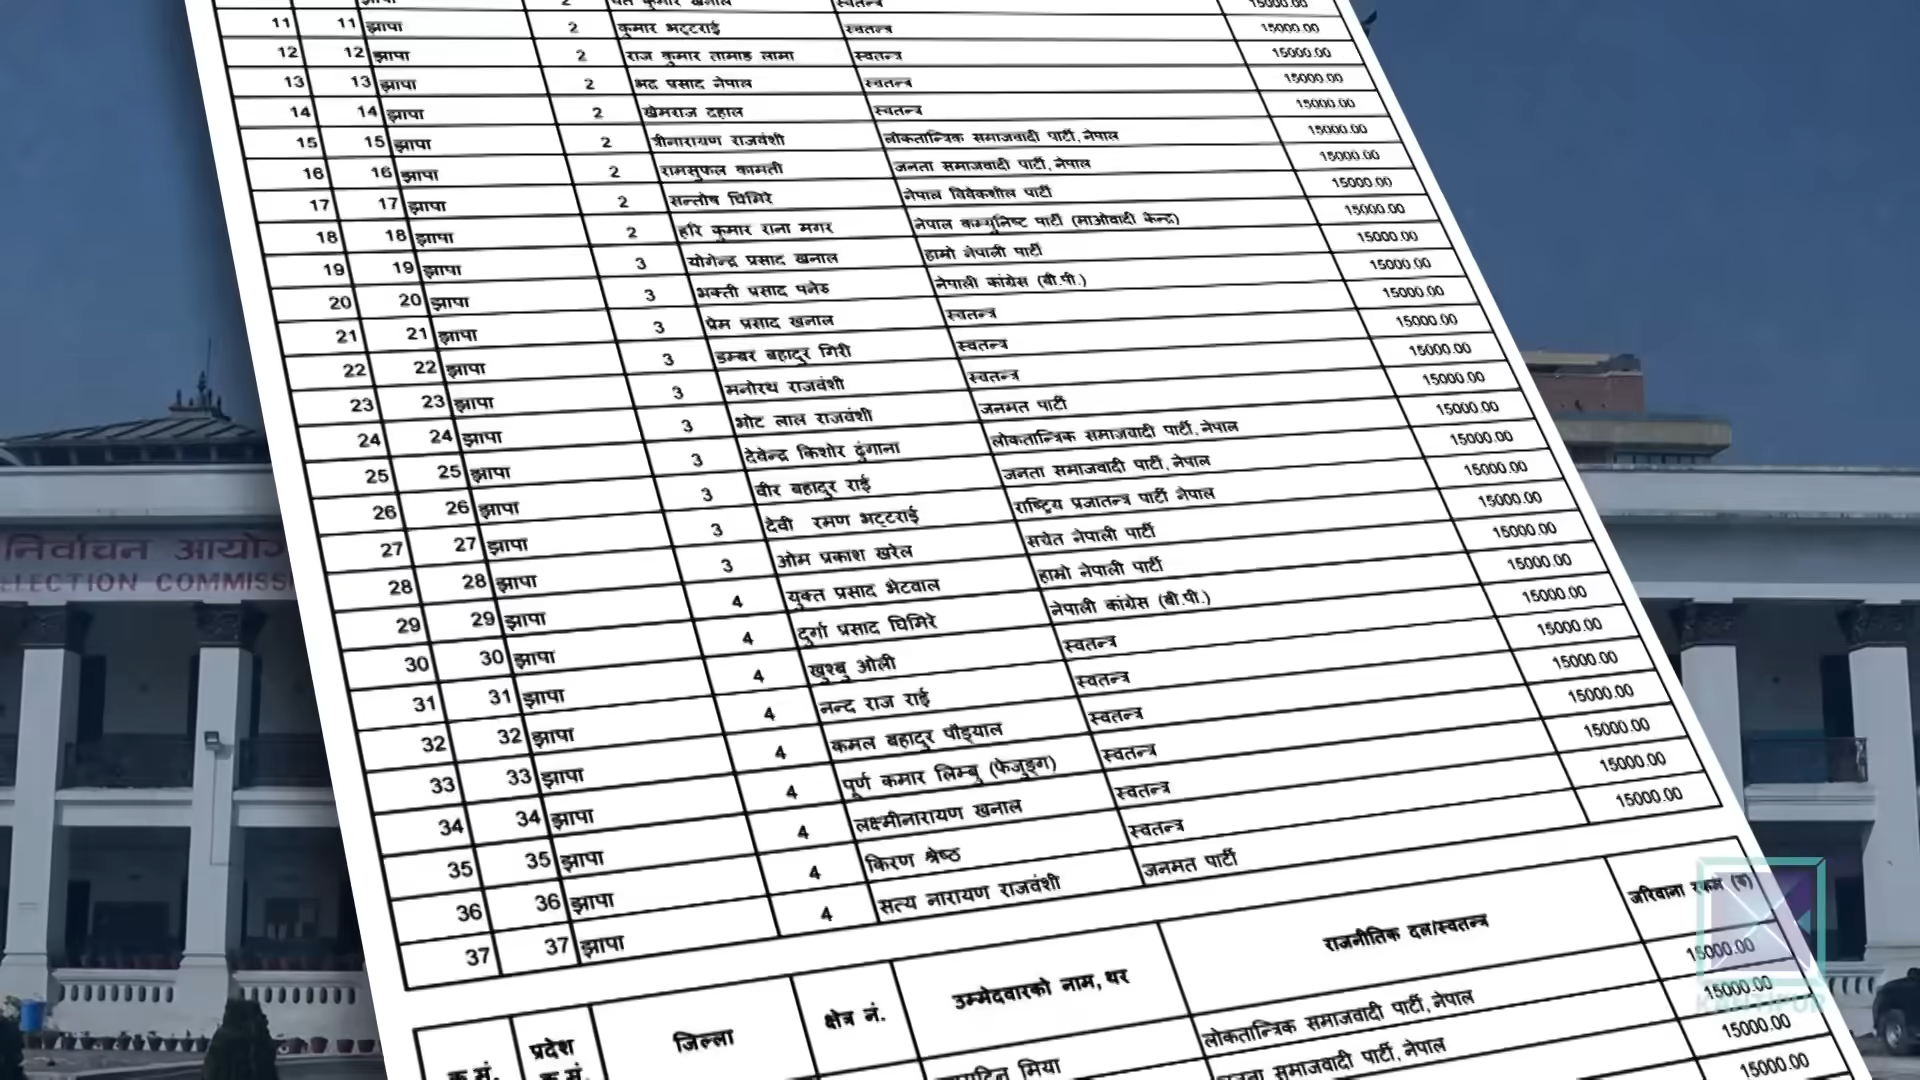 15000.00
11 11 झापा 2 कुमार भट्टराई स्वतन्त्र 15000.00
12 12 झापा 2 राज कुमार तामाङ लामा स्वतन्त्र 15000.00
13 13 झापा 2 भद्र प्रसाद नेपाल स्वतन्त्र 15000.00
14 14 झापा 2 खेमराज दहाल स्वतन्त्र 15000.00
15 15 झापा 2 श्रीनारायण राजवंशी लोकतान्त्रिक समाजवादी पार्टी, नेपाल 15000.00
16 16 झापा 2 रामसुफल कामती जनता समाजवादी पार्टी, नेपाल 15000.00
17 17 झापा 2 सन्तोष घिमिरे नेपाल विवेकशील पार्टी 15000.00
18 18 झापा 2 हरि कुमार राना मगर नेपाल कम्युनिष्ट पार्टी (माओवादी केन्द्र) 15000.00
19 19 झापा 3 योगेन्द्र प्रसाद खनाल हाम्रो नेपाली पार्टी 15000.00
20 20 झापा 3 भक्ती प्रसाद पनेरु नेपाली कांग्रेस (बी.पी.) 15000.00
21 21 झापा 3 प्रेम प्रसाद खनाल स्वतन्त्र 15000.00
22 22 झापा 3 डम्बर बहादुर गिरी स्वतन्त्र 15000.00
23 23 झापा 3 मनोरथ राजवंशी स्वतन्त्र 15000.00
24 24 झापा 3 भोट लाल राजवंशी जनमत पार्टी 15000.00
25 25 झापा 3 देवेन्द्र किशोर ढुंगाना लोकतान्त्रिक समाजवादी पार्टी, नेपाल 15000.00
26 26 झापा 3 वीर बहादुर राई जनता समाजवादी पार्टी, नेपाल 15000.00
27 27 झापा 3 देवी रमण भट्टराई राष्ट्रिय प्रजातन्त्र पार्टी नेपाल 15000.00
28 28 झापा 3 ओम प्रकाश खरेल सचेत नेपाली पार्टी 15000.00
29 29 झापा 4 युक्त प्रसाद भेटवाल हाम्रो नेपाली पार्टी 15000.00
30 30 झापा 4 दुर्गा प्रसाद घिमिरे नेपाली कांग्रेस (बी.पी.) 15000.00
31 31 झापा 4 खुश्बु ओली स्वतन्त्र 15000.00
32 32 झापा 4 नन्द राज राई स्वतन्त्र 15000.00
33 33 झापा 4 कमल बहादुर पौड्याल स्वतन्त्र 15000.00
34 34 झापा 4 पूर्ण कुमार लिम्बु (फेजुङ्ग) स्वतन्त्र 15000.00
35 35 झापा 4 लक्ष्मीनारायण खनाल स्वतन्त्र 15000.00
36 36 झापा 4 किरण श्रेष्ठ स्वतन्त्र 15000.00
37 37 झापा 4 सत्य नारायण राजवंशी जनमत पार्टी 15000.00
क्र.सं. प्रदेश क्र.सं. जिल्ला क्षेत्र नं. उम्मेदवारको नाम, थर राजनीतिक दल/स्वतन्त्र जरिवाना रकम (रु)
मिया लोकतान्त्रिक समाजवादी पार्टी, नेपाल 15000.00
समाजवादी पार्टी, नेपाल 15000.00
15000.00
15000.00
निर्वाचन आयोग
ELECTION COMMISS
KANTIPUR